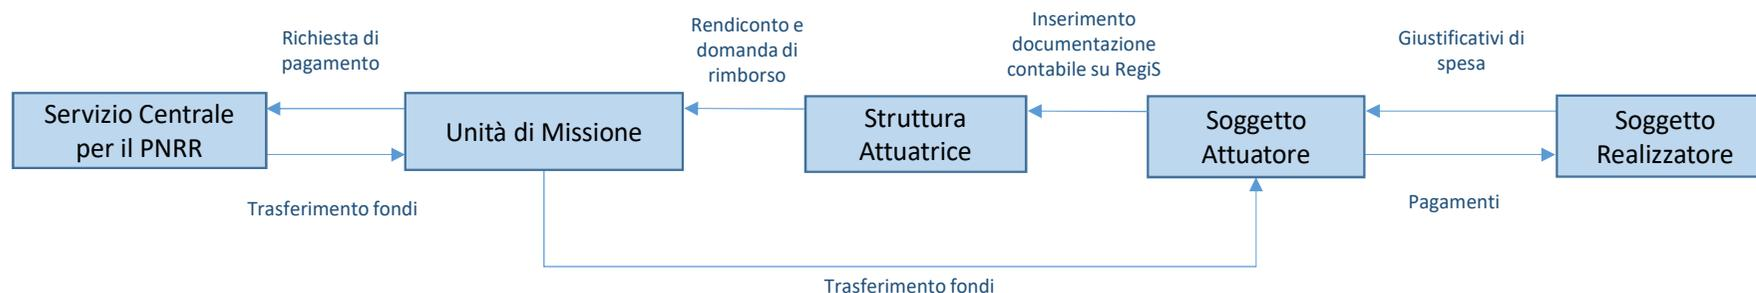 Richiesta di
pagamento
Rendiconto e
domanda di
rimborso
Inserimento
documentazione
contabile su RegiS
Giustificativi di
spesa
Servizio Centrale
per il PNRR
Unità di Missione
Struttura
Attuatrice
Soggetto
Attuatore
Soggetto
Realizzatore
Trasferimento fondi
Pagamenti
Trasferimento fondi